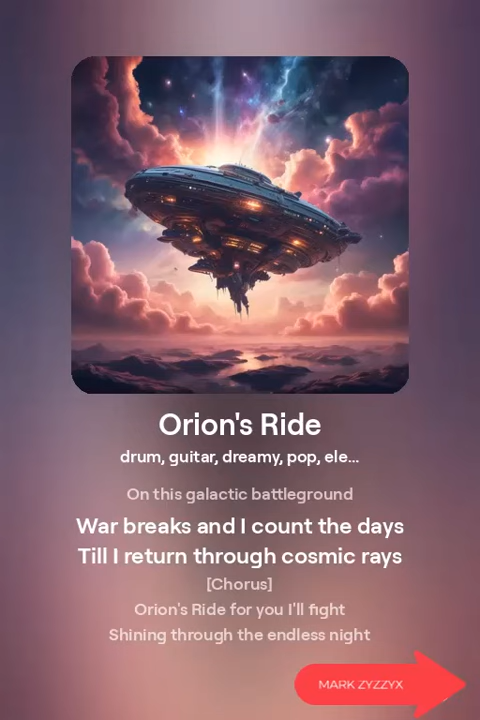 Orion's Ride
drum, guitar, dreamy, pop, ele...
On this galactic battleground
War breaks and I count the days
Till I return through cosmic rays
[Chorus]
Orion's Ride for you I'll fight
Shining through the endless night
MARK ZYZZYX